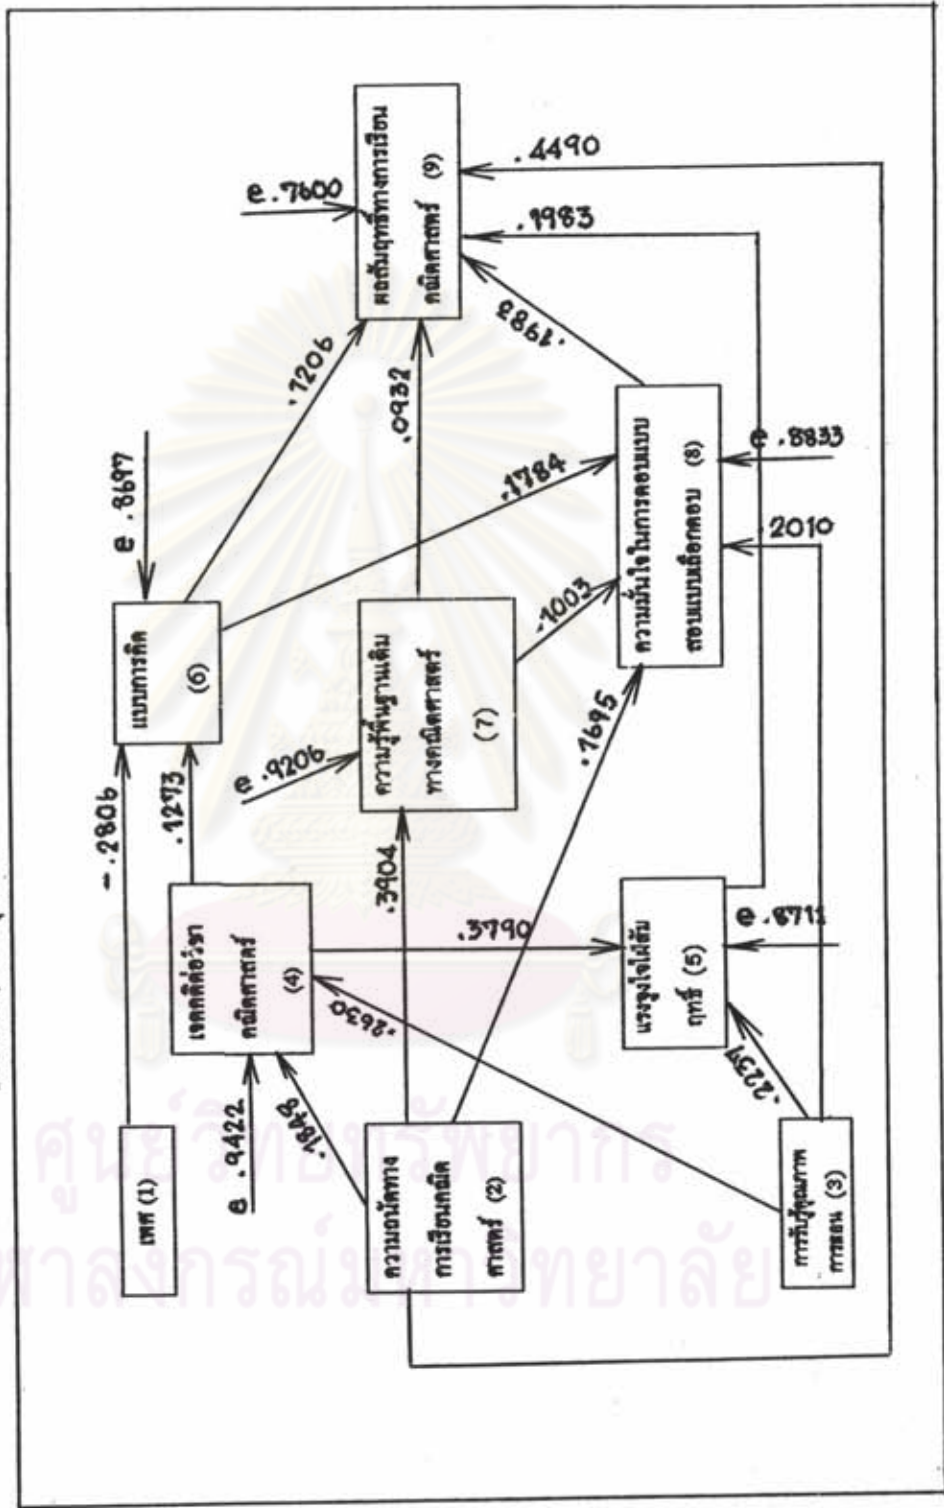 เพศ (1)
-.2806
แบบการคิด
(6)
e .8697
e .9422
เจตคติต่อวิชา
คณิตศาสตร์
(4)
.1273
.1848
.1206
e .7600
ผลสัมฤทธิ์ทางการเรียน
คณิตศาสตร์ (9)
ความถนัดทาง
การเรียนคณิต
ศาสตร์ (2)
.3904
e .9206
ความรู้พื้นฐานเดิม
ทางคณิตศาสตร์
(7)
.0932
.2630
.3790
.1784
.1003
.1695
.1983
.1983
.4490
แรงจูงใจใฝ่สัม
ฤทธิ์ (5)
e .8711
ความมั่นใจในการตอบแบบ
สอบแบบเลือกตอบ (8)
e .8833
การรับรู้คุณภาพ
การสอน (3)
.2237
.2010
ศูนย์วิทยทรัพยากร
จุฬาลงกรณ์มหาวิทยาลัย